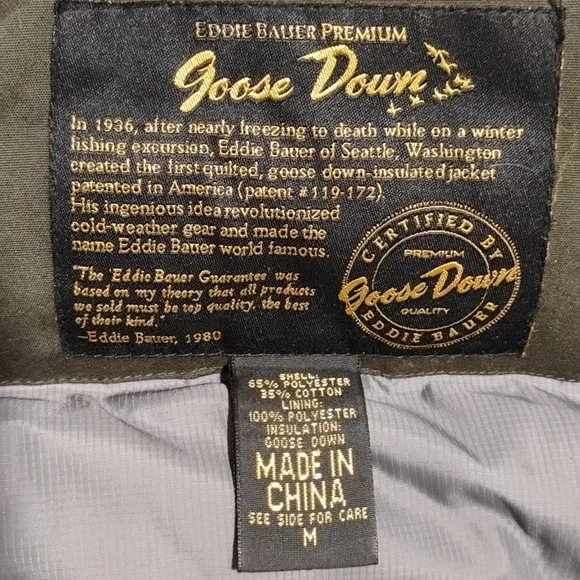 EDDIE BAUER PREMIUM
Goose Down
In 1936, after nearly freezing to death while on a winter
fishing excursion, Eddie Bauer of Seattle, Washington
created the first quilted, goose down-insulated jacket
patented in America (patent #119-172).
His ingenious idea revolutionized
cold-weather gear and made the
name Eddie Bauer world famous.
"The Eddie Bauer Guarantee was
based on my theory that all products
we sold must be top quality, the best
of their kind."
—Eddie Bauer, 1980
CERTIFIED BY
PREMIUM
Goose Down
QUALITY
EDDIE BAUER
SHELL:
65% POLYESTER
35% COTTON
LINING:
100% POLYESTER
INSULATION:
GOOSE DOWN
MADE IN
CHINA
SEE SIDE FOR CARE
M